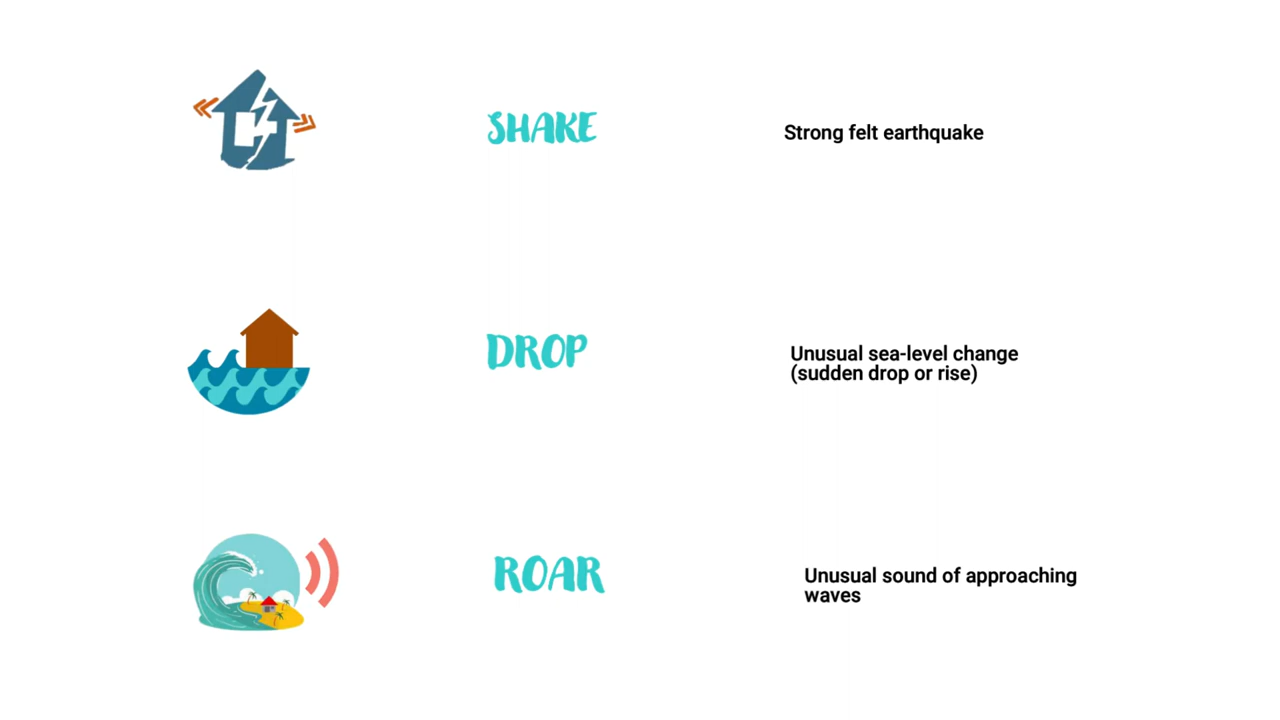 SHAKE
Strong felt earthquake
DROP
Unusual sea-level change
(sudden drop or rise)
ROAR
Unusual sound of approaching
waves